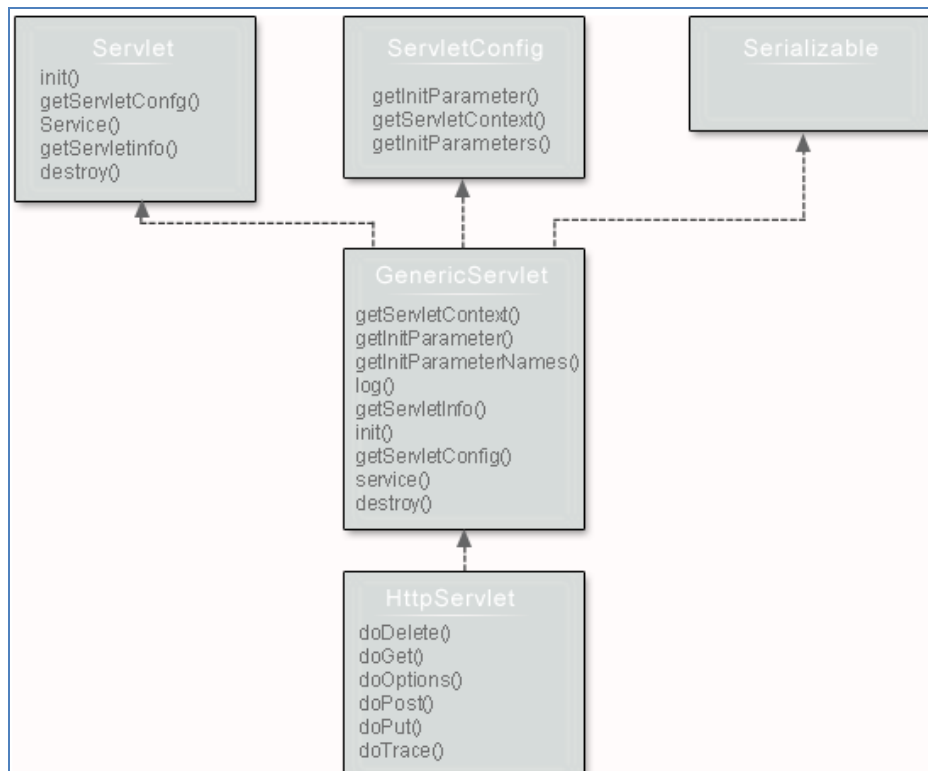 Servlet
init()
getServletConfg()
Service()
getServletinfo()
destroy()
ServletConfig
getInitParameter()
getServletContext()
getInitParameters()
Serializable
GenericServlet
getServletContext()
getInitParameter()
getInitParameterNames()
log()
getServletInfo()
init()
getServletConfig()
service()
destroy()
HttpServlet
doDelete()
doGet()
doOptions()
doPost()
doPut()
doTrace()